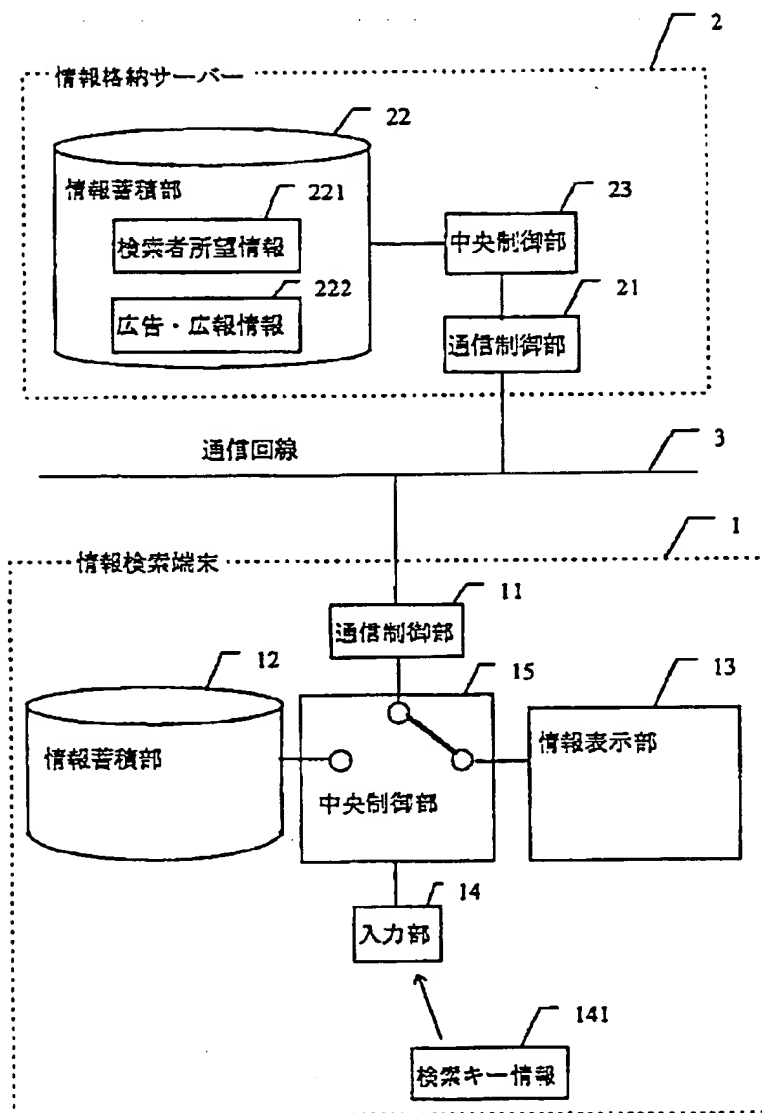 2
情報格納サーバー
22
情報蓄積部
221
検索者所望情報
222
広告・広報情報
23
中央制御部
21
通信制御部
通信回線
3
1
情報検索端末
11
通信制御部
12
情報蓄積部
15
中央制御部
13
情報表示部
14
入力部
141
検索キー情報